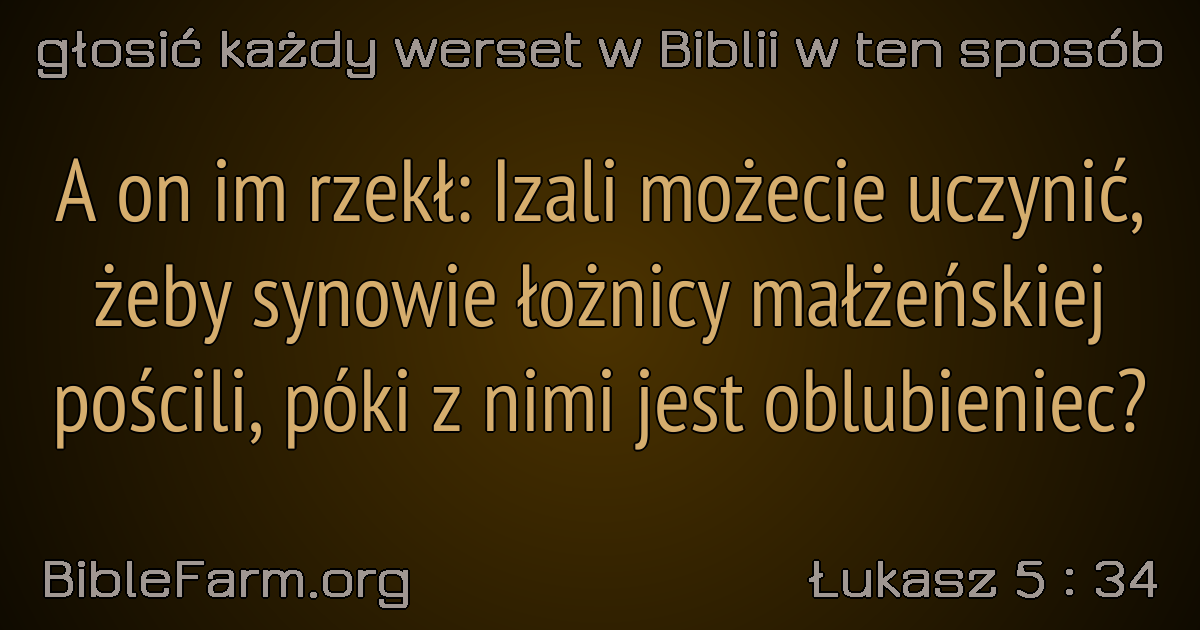 głosić każdy werset w Biblii w ten sposób
A on im rzekł: Izali możecie uczynić,
żeby synowie łożnicy małżeńskiej
pościli, póki z nimi jest oblubieniec?
BibleFarm.org
Łukasz 5 : 34